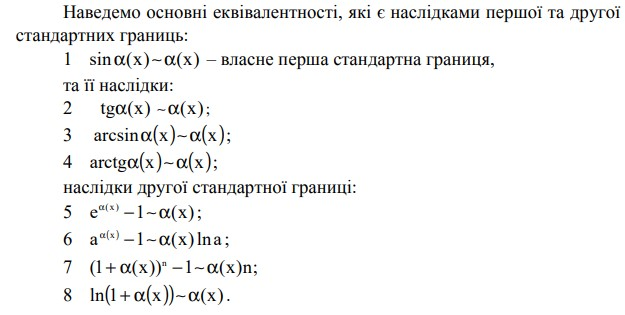 Наведемо основні еквівалентності, які є наслідками першої та другої
стандартних границь:
1 sin α(x)~α(x) – власне перша стандартна границя,
та її наслідки:
2 tgα(x) ~α(x);
3 arcsinα(x)~α(x);
4 arctgα(x)~α(x);
наслідки другої стандартної границі:
5 e^α(x) −1~α(x);
6 a^α(x) −1~α(x)lna;
7 (1+α(x))^n −1~α(x)n;
8 ln(1+α(x))~α(x).